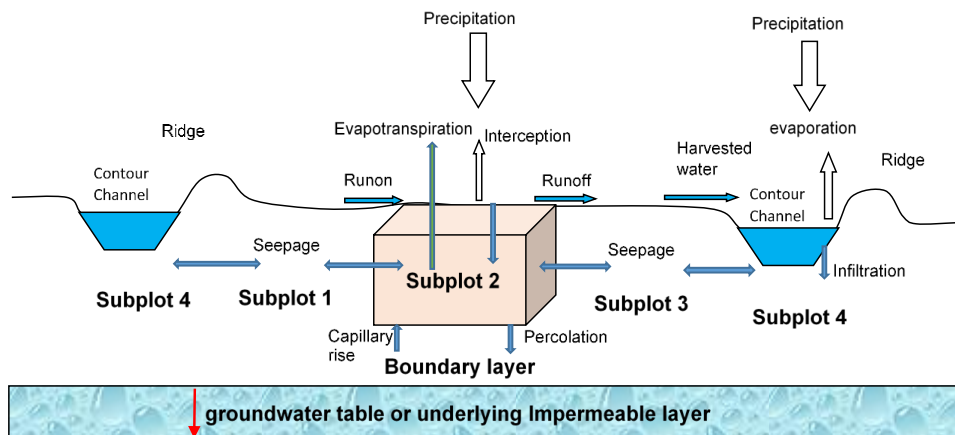 Precipitation
Precipitation
Ridge
Evapotranspiration
Interception
evaporation
Harvested
water
Ridge
Contour
Channel
Runon
Runoff
Contour
Channel
Seepage
Seepage
Infiltration
Subplot 4
Subplot 1
Subplot 2
Subplot 3
Subplot 4
Capillary
rise
Percolation
Boundary layer
groundwater table or underlying Impermeable layer